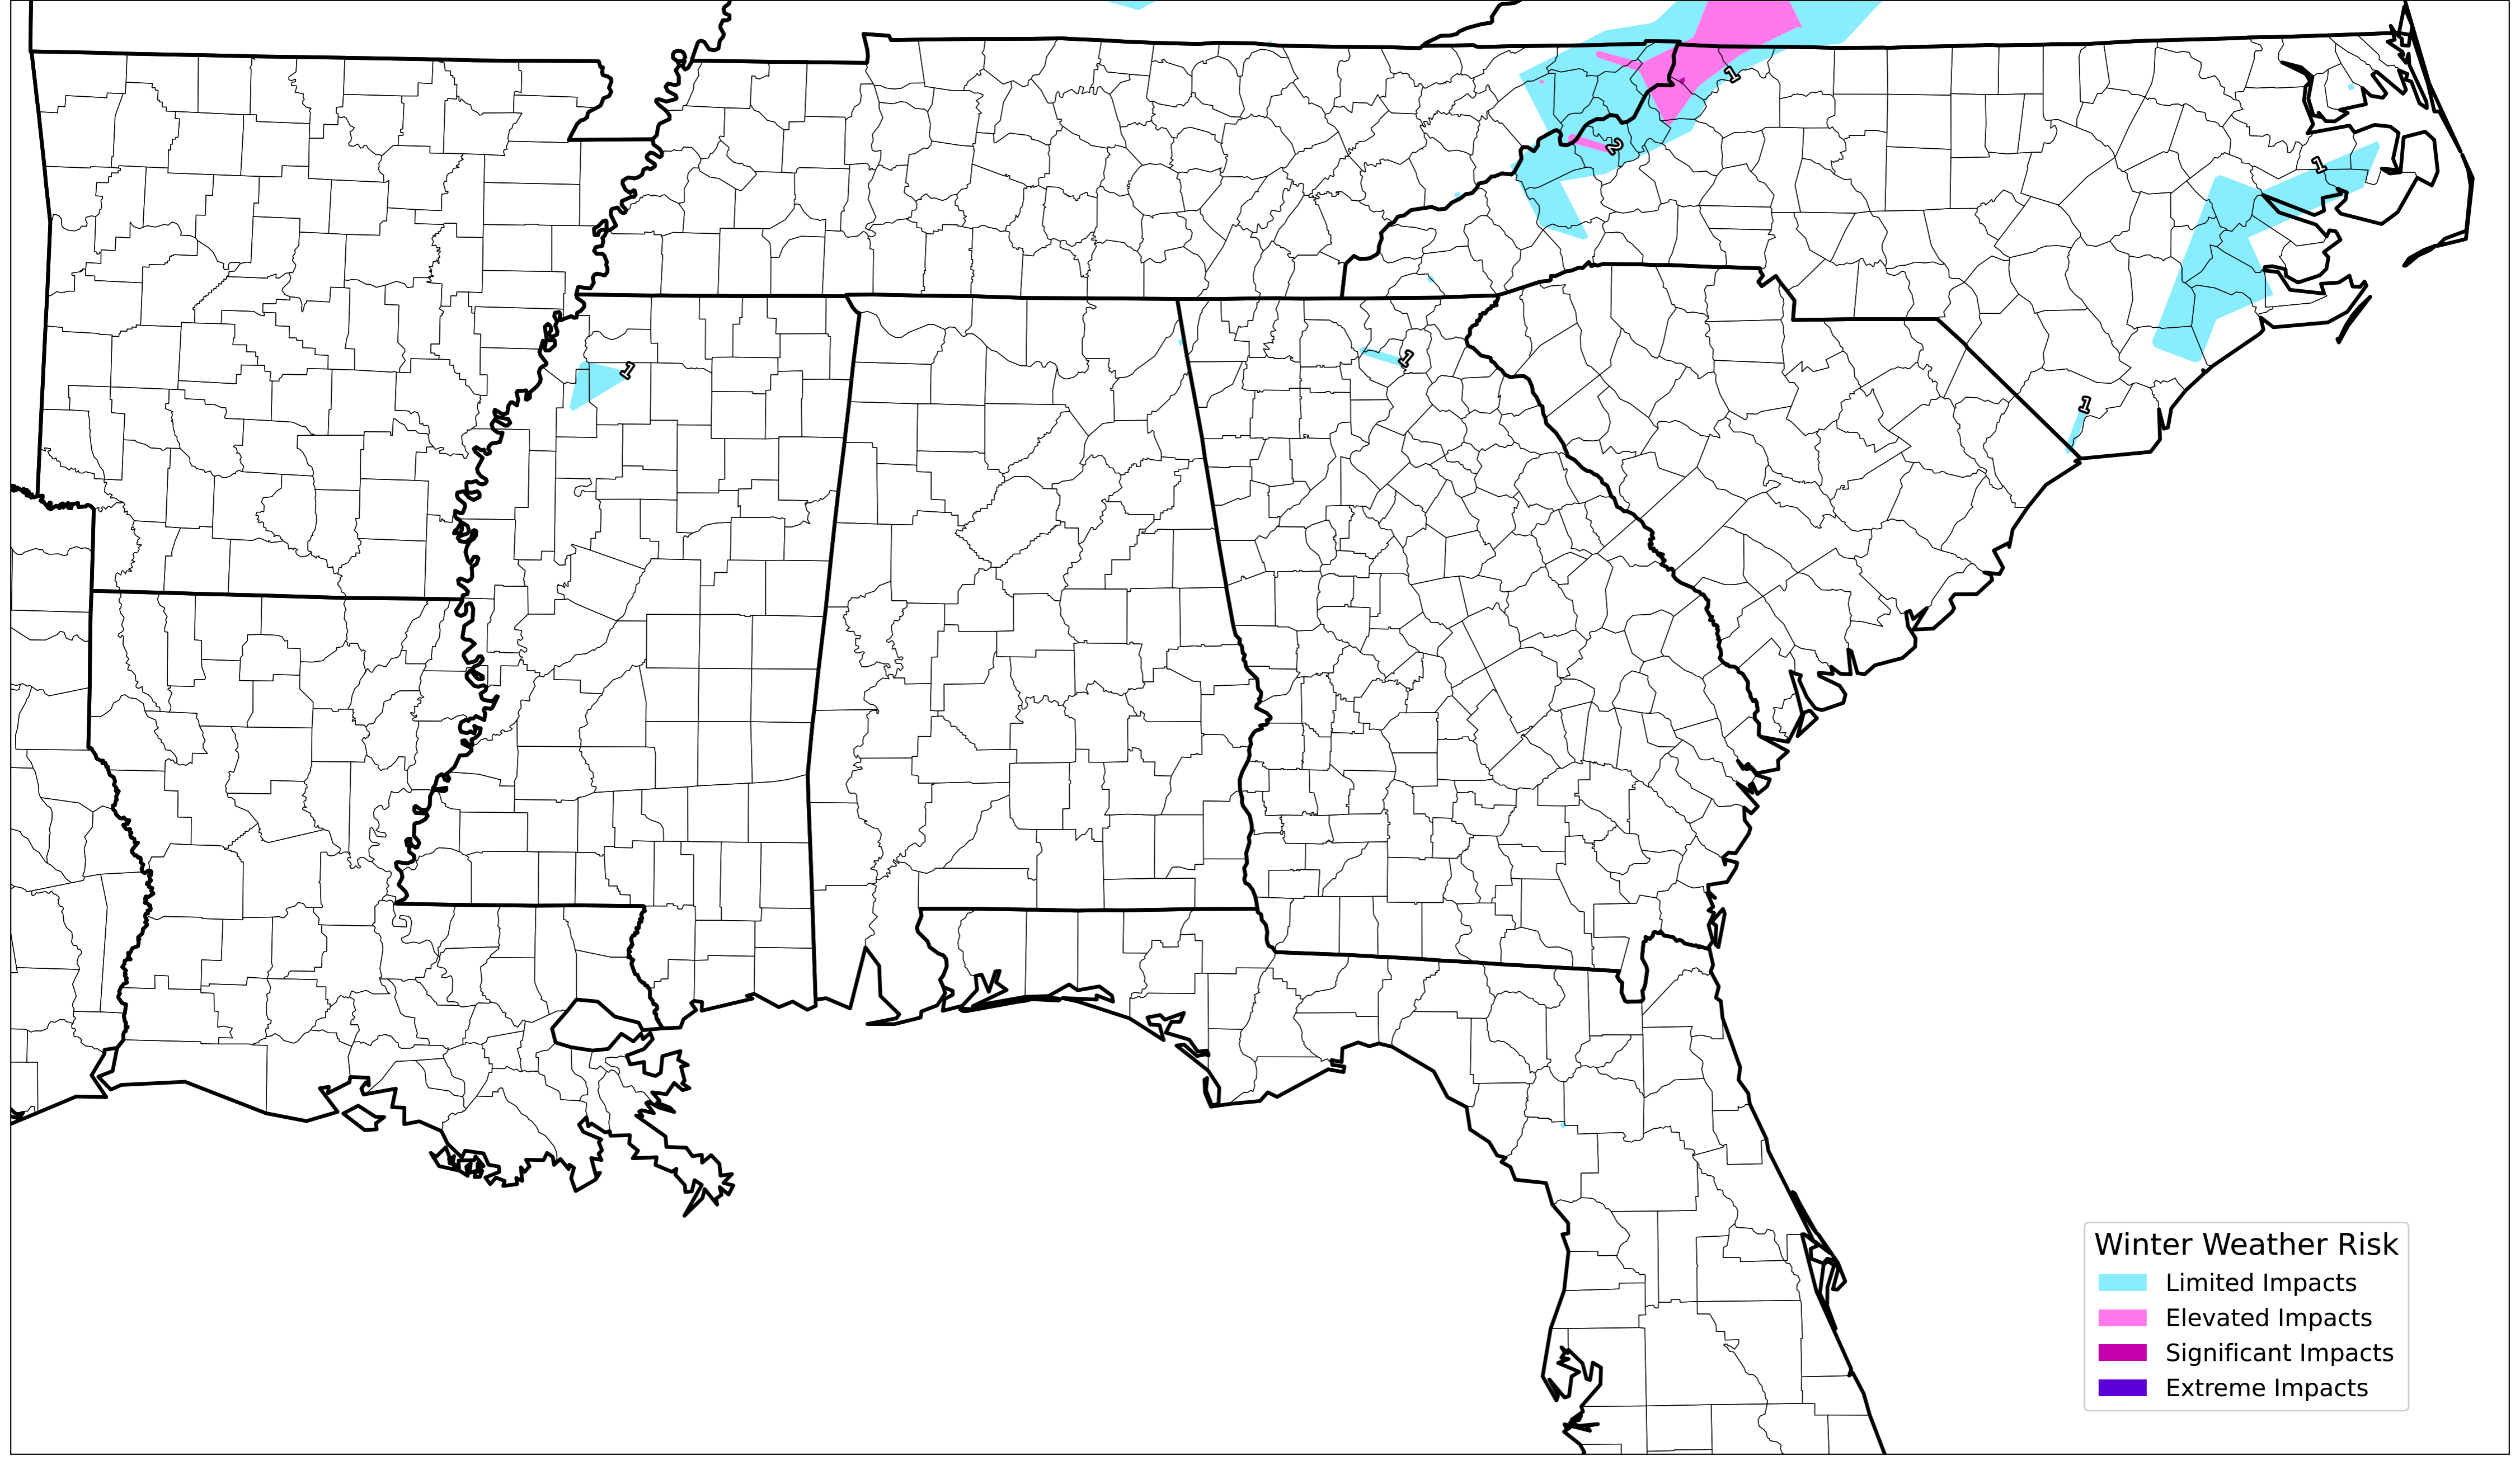 1
2
1
1
1
1
Winter Weather Risk
Limited Impacts
Elevated Impacts
Significant Impacts
Extreme Impacts